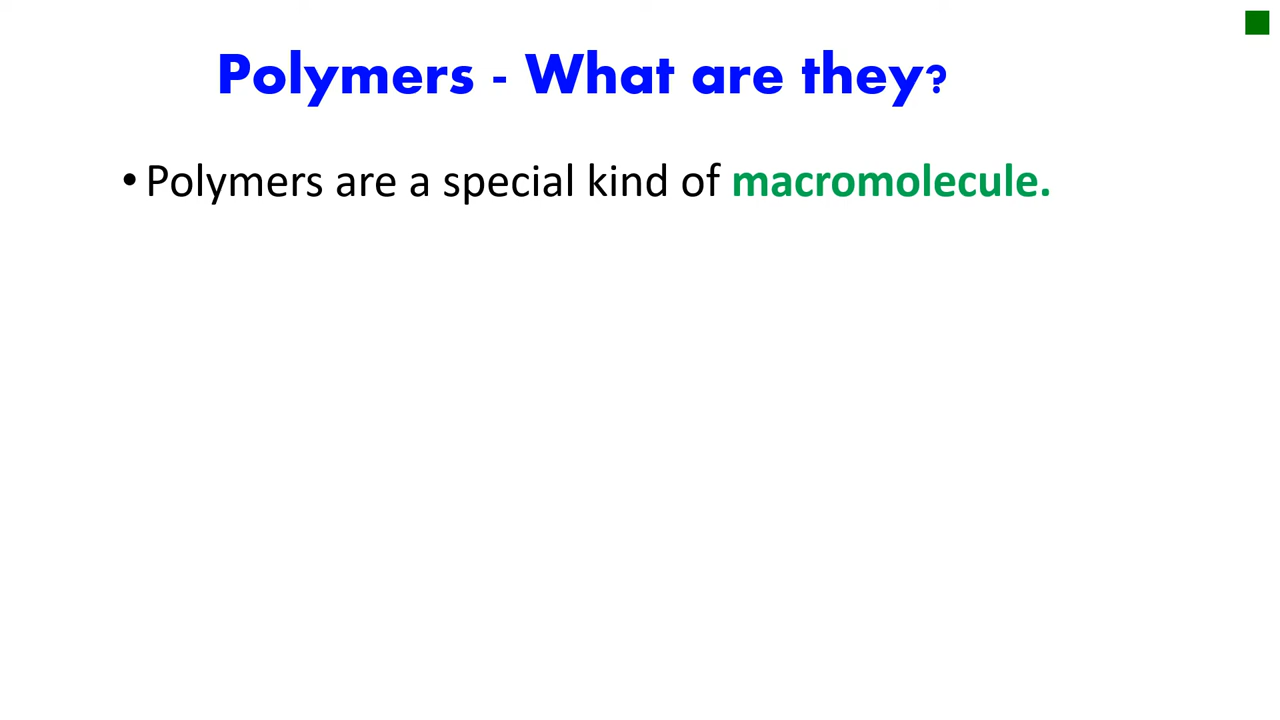 Polymers - What are they?
•Polymers are a special kind of macromolecule.